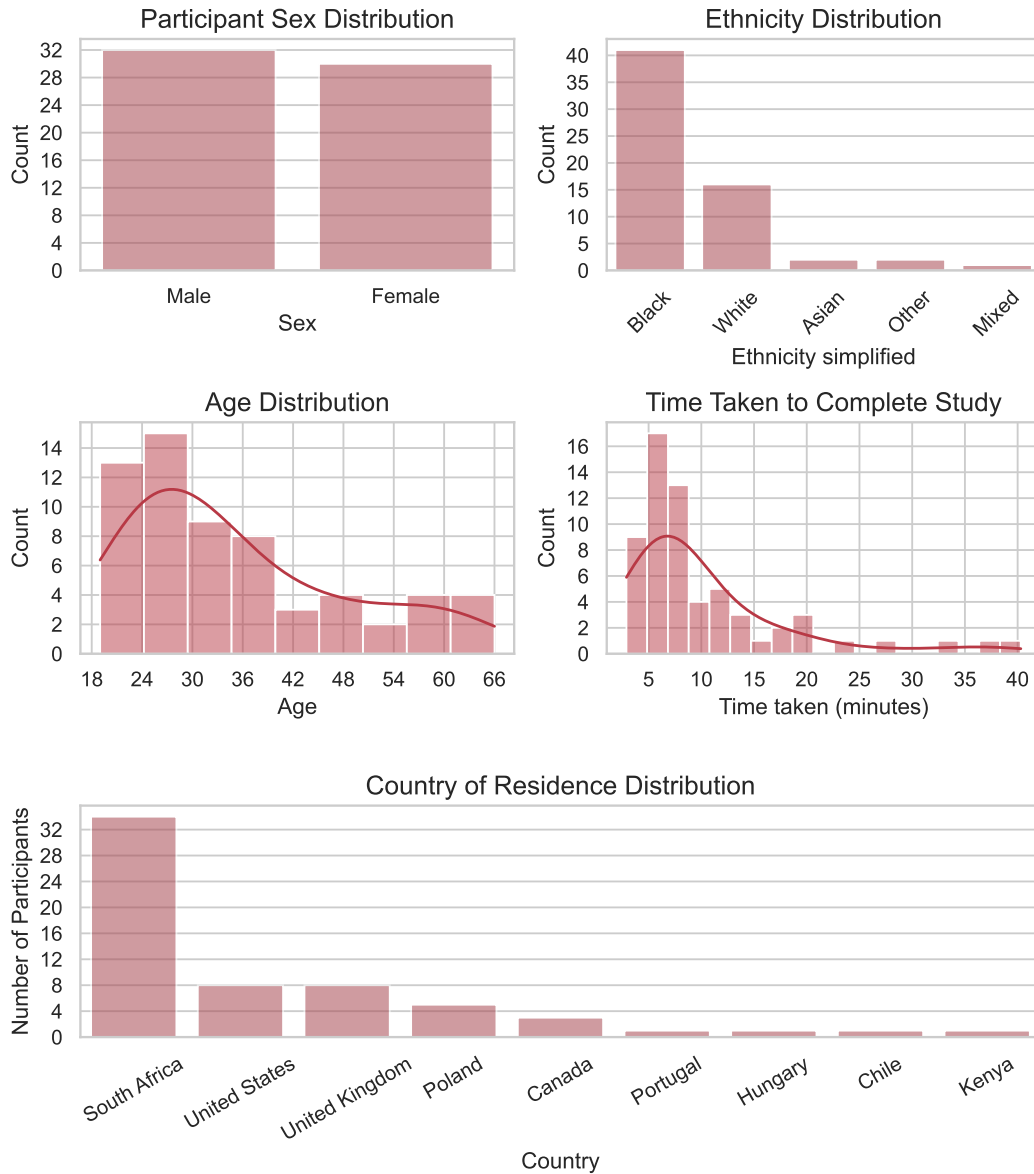 Participant Sex Distribution
Count
32
28
24
20
16
12
8
4
0
Male Female
Sex
Ethnicity Distribution
Count
40
35
30
25
20
15
10
5
0
Black White Asian Other Mixed
Ethnicity simplified
Age Distribution
Count
14
12
10
8
6
4
2
0
18 24 30 36 42 48 54 60 66
Age
Time Taken to Complete Study
Count
16
14
12
10
8
6
4
2
0
5 10 15 20 25 30 35 40
Time taken (minutes)
Country of Residence Distribution
Number of Participants
32
28
24
20
16
12
8
4
0
South Africa United States United Kingdom Poland Canada Portugal Hungary Chile Kenya
Country